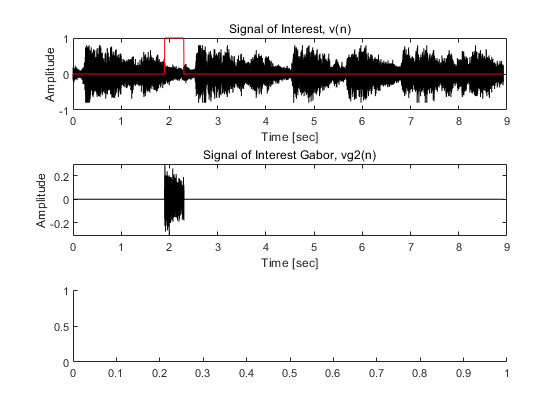 Signal of Interest, v(n)
Amplitude
1
0
-1
0 1 2 3 4 5 6 7 8 9
Time [sec]
Signal of Interest Gabor, vg2(n)
Amplitude
0.2
0
-0.2
0 1 2 3 4 5 6 7 8 9
Time [sec]
1
0.5
0
0 0.1 0.2 0.3 0.4 0.5 0.6 0.7 0.8 0.9 1